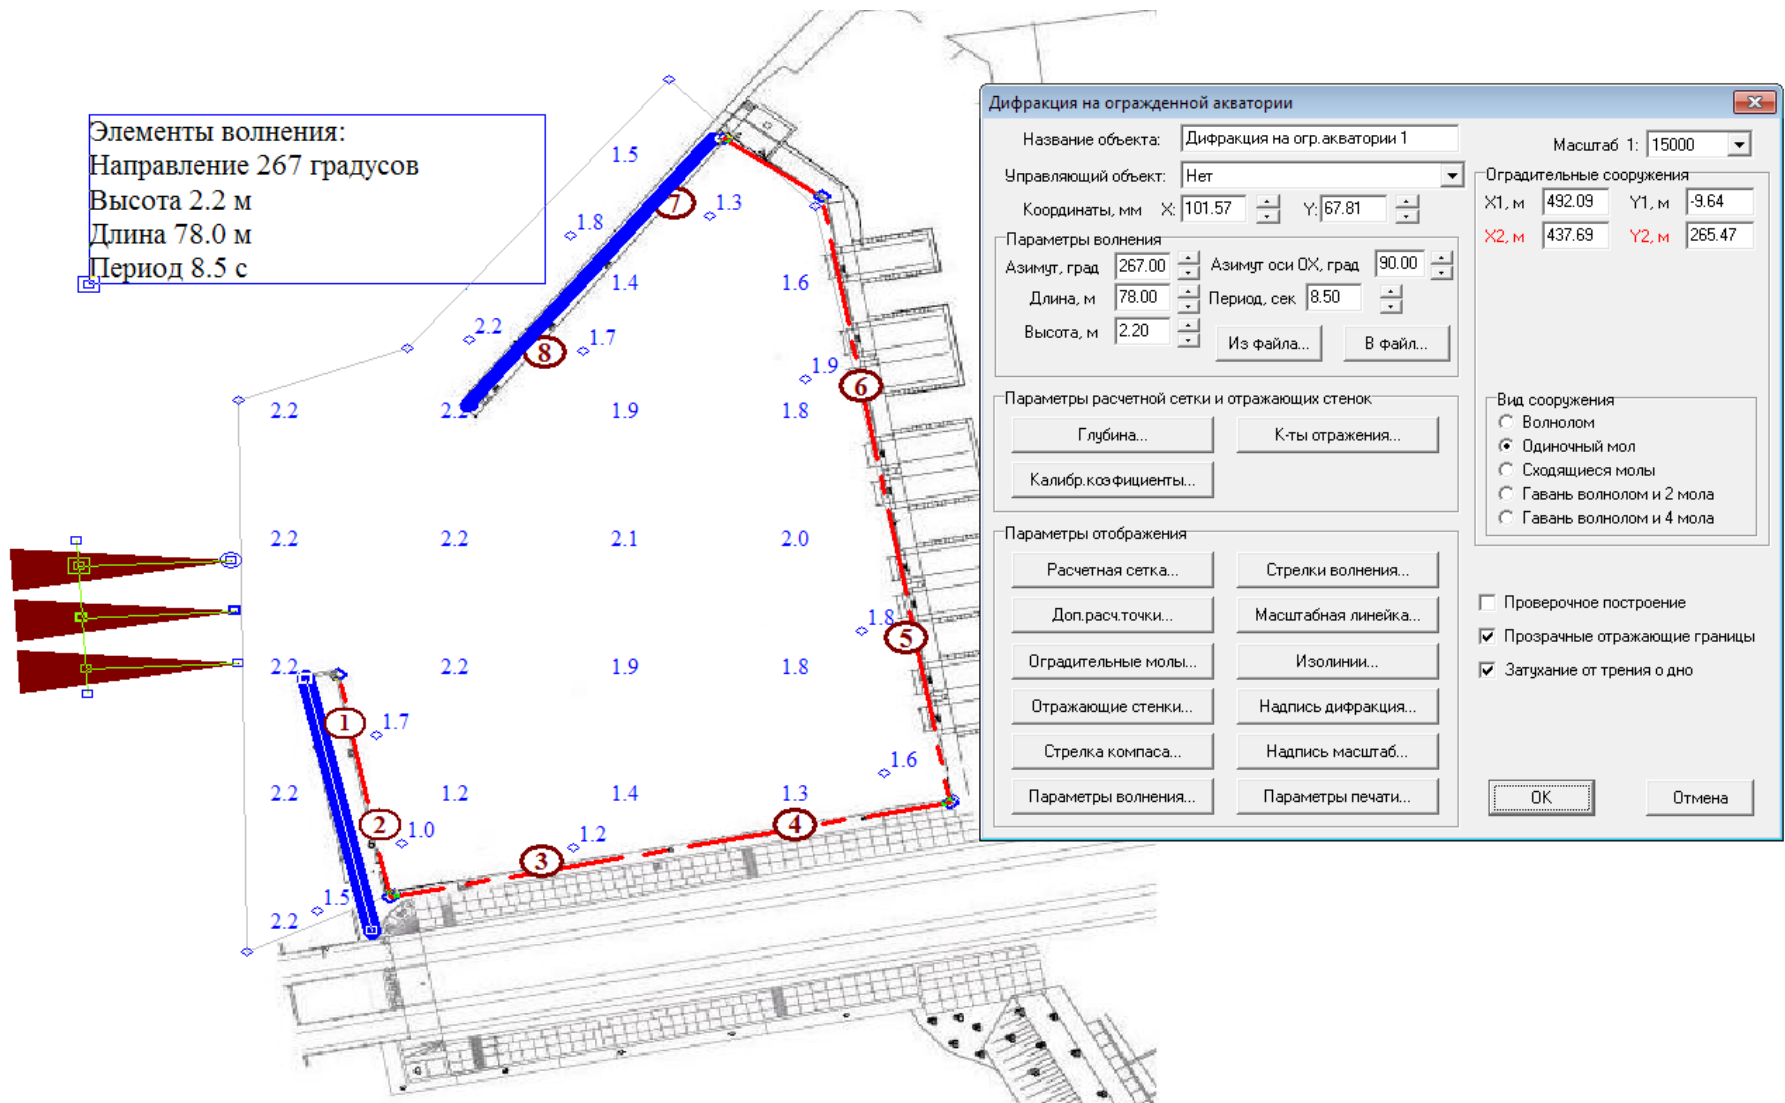 Элементы волнения:
Направление 267 градусов
Высота 2.2 м
Длина 78.0 м
Период 8.5 с
1.5
7
1.3
1.8
1.4
1.6
2.2
8
1.7
1.9
6
2.2
2.2
1.9
1.8
2.2
2.2
2.1
2.0
1.8
5
2.2
2.2
1.9
1.8
1
1.7
1.6
2.2
1.2
1.4
1.3
2
1.0
1.2
4
3
1.5
2.2
Дифракция на огражденной акватории
Название объекта: Дифракция на огр.акватории 1
Масштаб 1: 15000
Управляющий объект: Нет
Координаты, мм X: 101.57 Y: 67.81
Параметры волнения
Азимут, град 267.00 Азимут оси ОХ, град 90.00
Длина, м 78.00 Период, сек 8.50
Высота, м 2.20 Из файла... В файл...
Оградительные сооружения
X1, м 492.09 Y1, м -9.64
X2, м 437.69 Y2, м 265.47
Параметры расчетной сетки и отражающих стенок
Глубина... К-ты отражения...
Калибр.коэфициенты...
Вид сооружения
Волнолом
Одиночный мол
Сходящиеся молы
Гавань волнолом и 2 мола
Гавань волнолом и 4 мола
Параметры отображения
Расчетная сетка... Стрелки волнения...
Доп.расч.точки... Масштабная линейка...
Оградительные молы... Изолинии...
Отражающие стенки... Надпись дифракция...
Стрелка компаса... Надпись масштаб...
Параметры волнения... Параметры печати...
Проверочное построение
Прозрачные отражающие границы
Затухание от трения о дно
OK Отмена